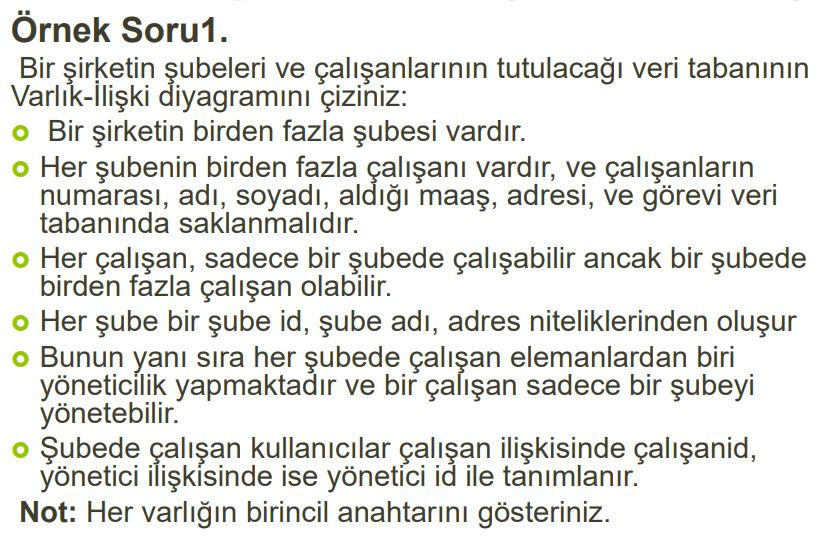 Örnek Soru1.
Bir şirketin şubeleri ve çalışanlarının tutulacağı veri tabanının
Varlık-İlişki diyagramını çiziniz:
Bir şirketin birden fazla şubesi vardır.
Her şubenin birden fazla çalışanı vardır, ve çalışanların
numarası, adı, soyadı, aldığı maaş, adresi, ve görevi veri
tabanında saklanmalıdır.
Her çalışan, sadece bir şubede çalışabilir ancak bir şubede
birden fazla çalışan olabilir.
Her şube bir şube id, şube adı, adres niteliklerinden oluşur
Bunun yanı sıra her şubede çalışan elemanlardan biri
yöneticilik yapmaktadır ve bir çalışan sadece bir şubeyi
yönetebilir.
Şubede çalışan kullanıcılar çalışan ilişkisinde çalışanid,
yönetici ilişkisinde ise yönetici id ile tanımlanır.
Not: Her varlığın birincil anahtarını gösteriniz.